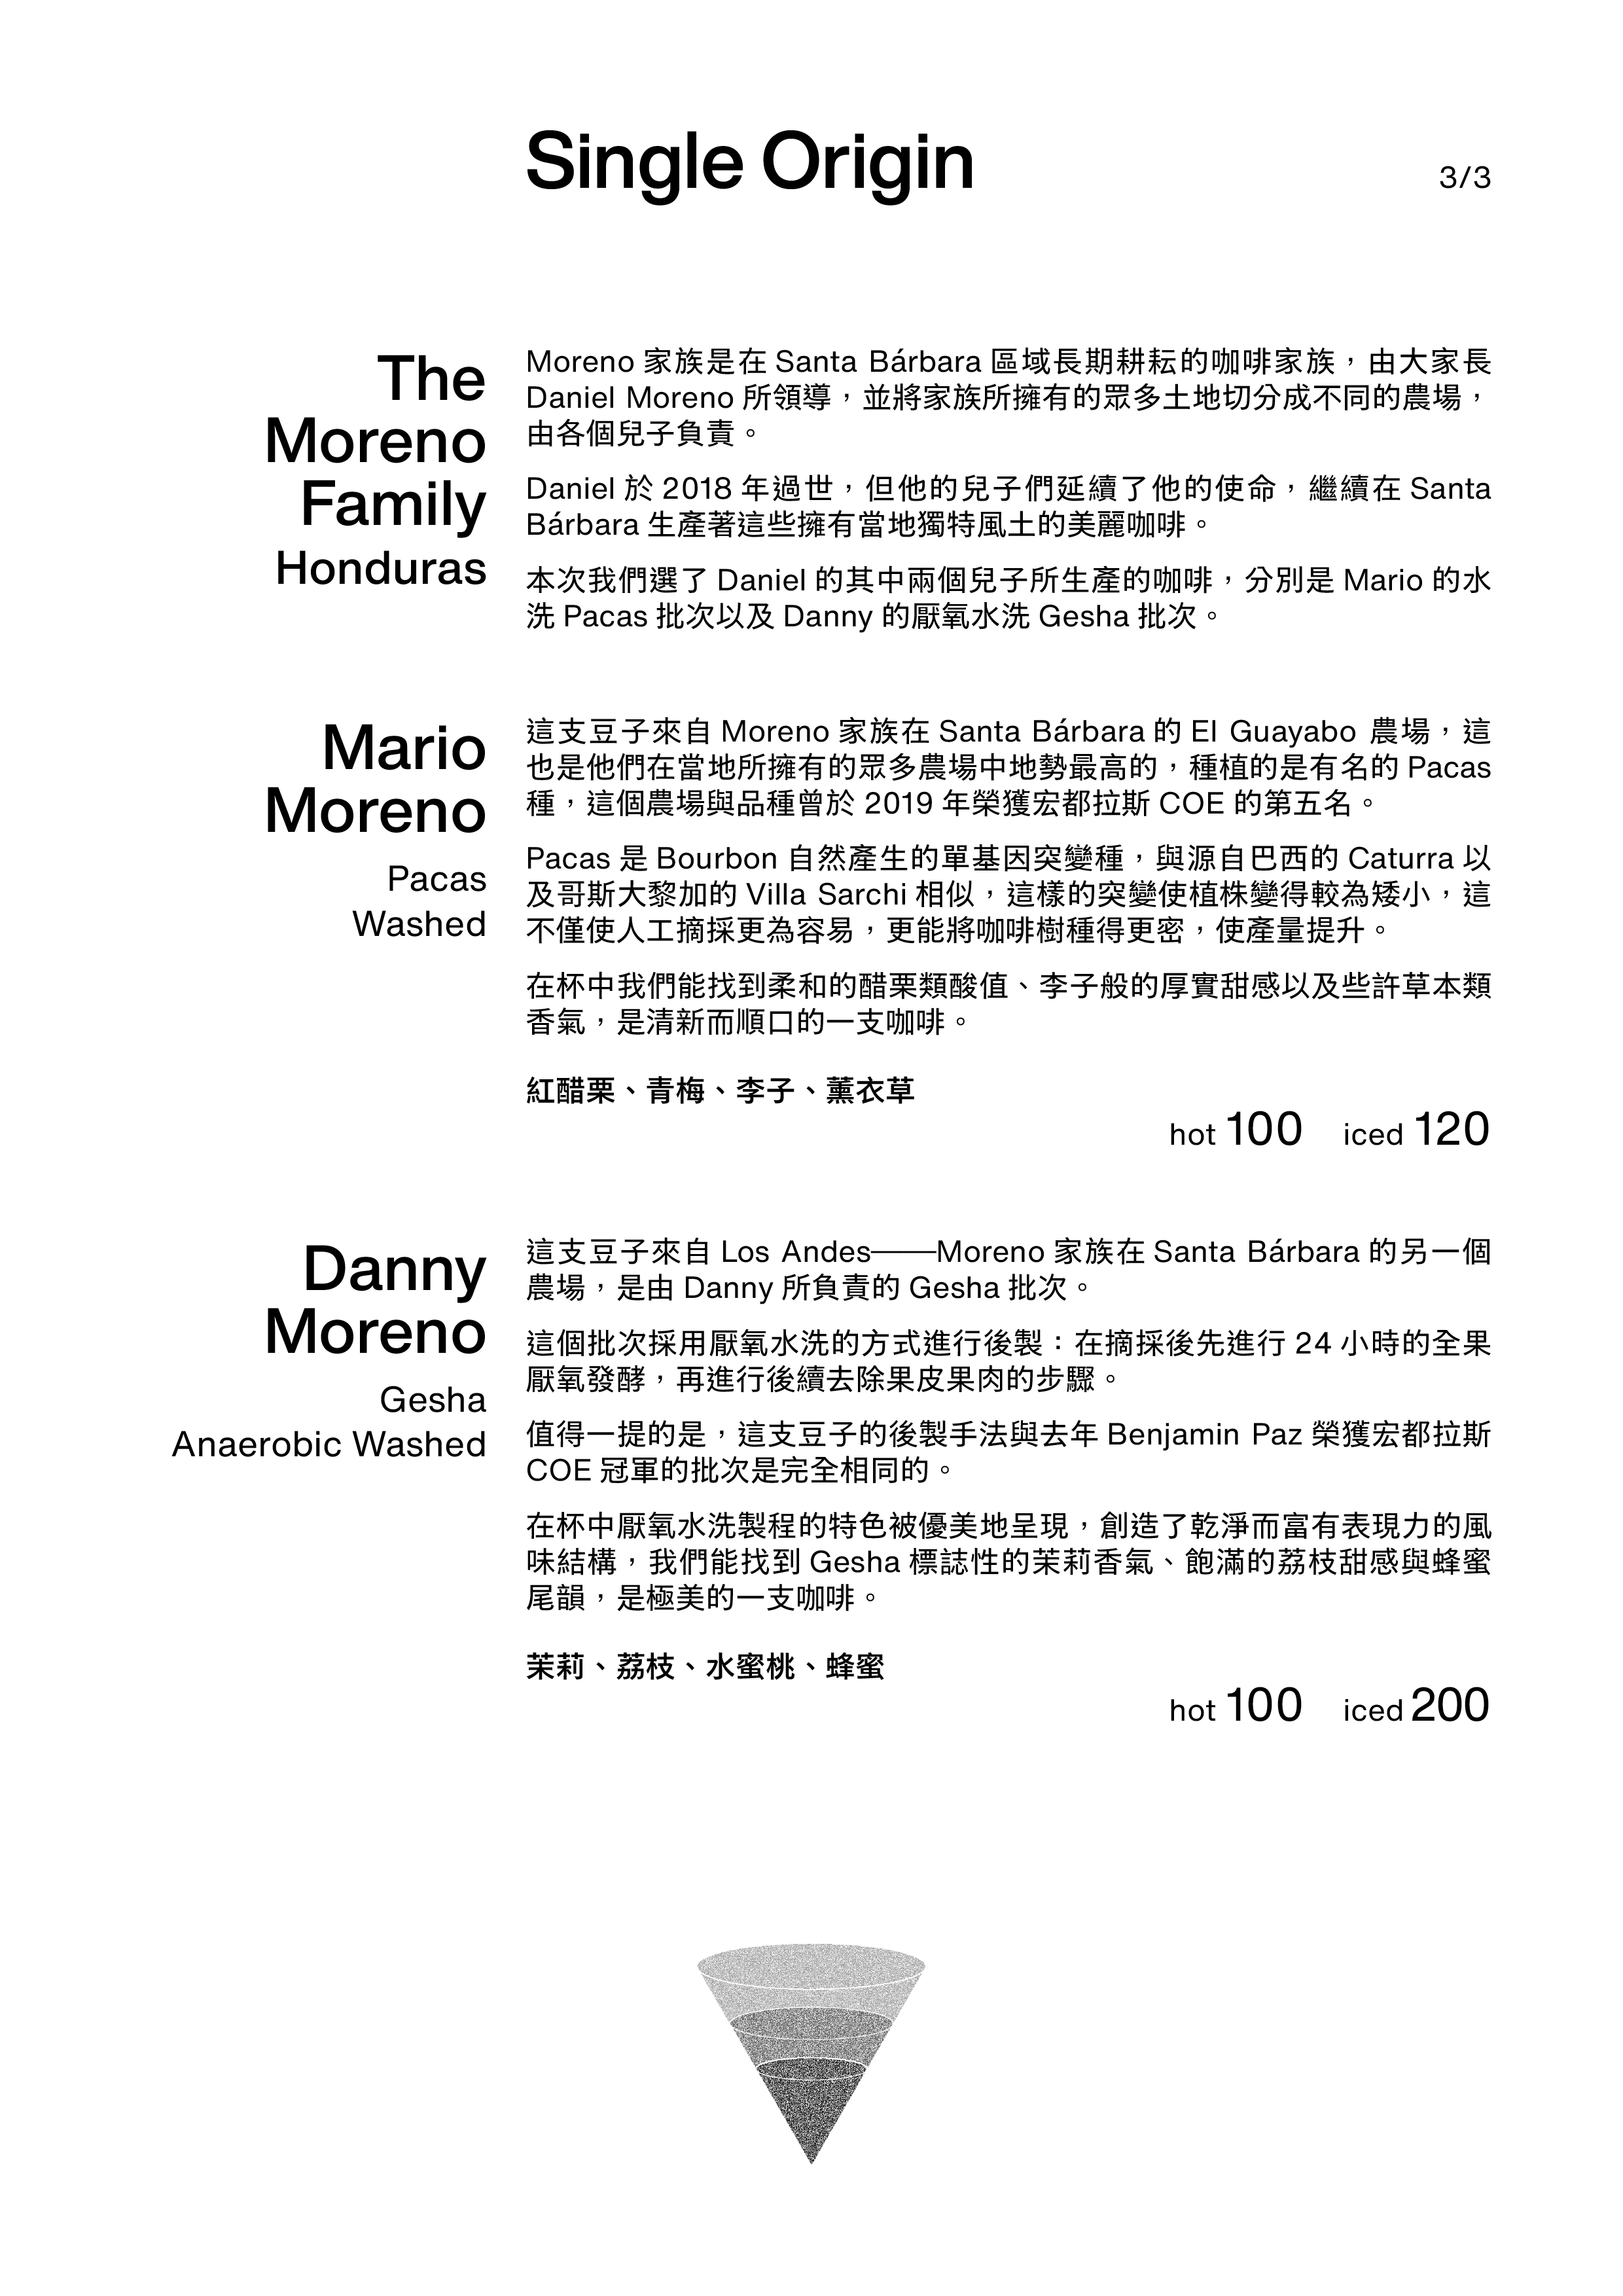 Single Origin
3/3
The
Moreno
Family
Honduras
Moreno 家族是在 Santa Bárbara 區域長期耕耘的咖啡家族，由大家長
Daniel Moreno 所領導，並將家族所擁有的眾多土地切分成不同的農場，
由各個兒子負責。
Daniel 於 2018 年過世，但他的兒子們延續了他的使命，繼續在 Santa
Bárbara 生產著這些擁有當地獨特風土的美麗咖啡。
本次我們選了 Daniel 的其中兩個兒子所生產的咖啡，分別是 Mario 的水
洗 Pacas 批次以及 Danny 的厭氧水洗 Gesha 批次。
Mario
Moreno
Pacas
Washed
這支豆子來自 Moreno 家族在 Santa Bárbara 的 El Guayabo 農場，這
也是他們在當地所擁有的眾多農場中地勢最高的，種植的是有名的 Pacas
種，這個農場與品種曾於 2019 年榮獲宏都拉斯 COE 的第五名。
Pacas 是 Bourbon 自然產生的單基因突變種，與源自巴西的 Caturra 以
及哥斯大黎加的 Villa Sarchi 相似，這樣的突變使植株變得較為矮小，這
不僅使人工摘採更為容易，更能將咖啡樹種得更密，使產量提升。
在杯中我們能找到柔和的醋栗類酸值、李子般的厚實甜感以及些許草本類
香氣，是清新而順口的一支咖啡。
紅醋栗、青梅、李子、薰衣草
hot 100 iced 120
Danny
Moreno
Gesha
Anaerobic Washed
這支豆子來自 Los Andes——Moreno 家族在 Santa Bárbara 的另一個
農場，是由 Danny 所負責的 Gesha 批次。
這個批次採用厭氧水洗的方式進行後製：在摘採後先進行 24 小時的全果
厭氧發酵，再進行後續去除果皮果肉的步驟。
值得一提的是，這支豆子的後製手法與去年 Benjamin Paz 榮獲宏都拉斯
COE 冠軍的批次是完全相同的。
在杯中厭氧水洗製程的特色被優美地呈現，創造了乾淨而富有表現力的風
味結構，我們能找到 Gesha 標誌性的茉莉香氣、飽滿的荔枝甜感與蜂蜜
尾韻，是極美的一支咖啡。
茉莉、荔枝、水蜜桃、蜂蜜
hot 100 iced 200